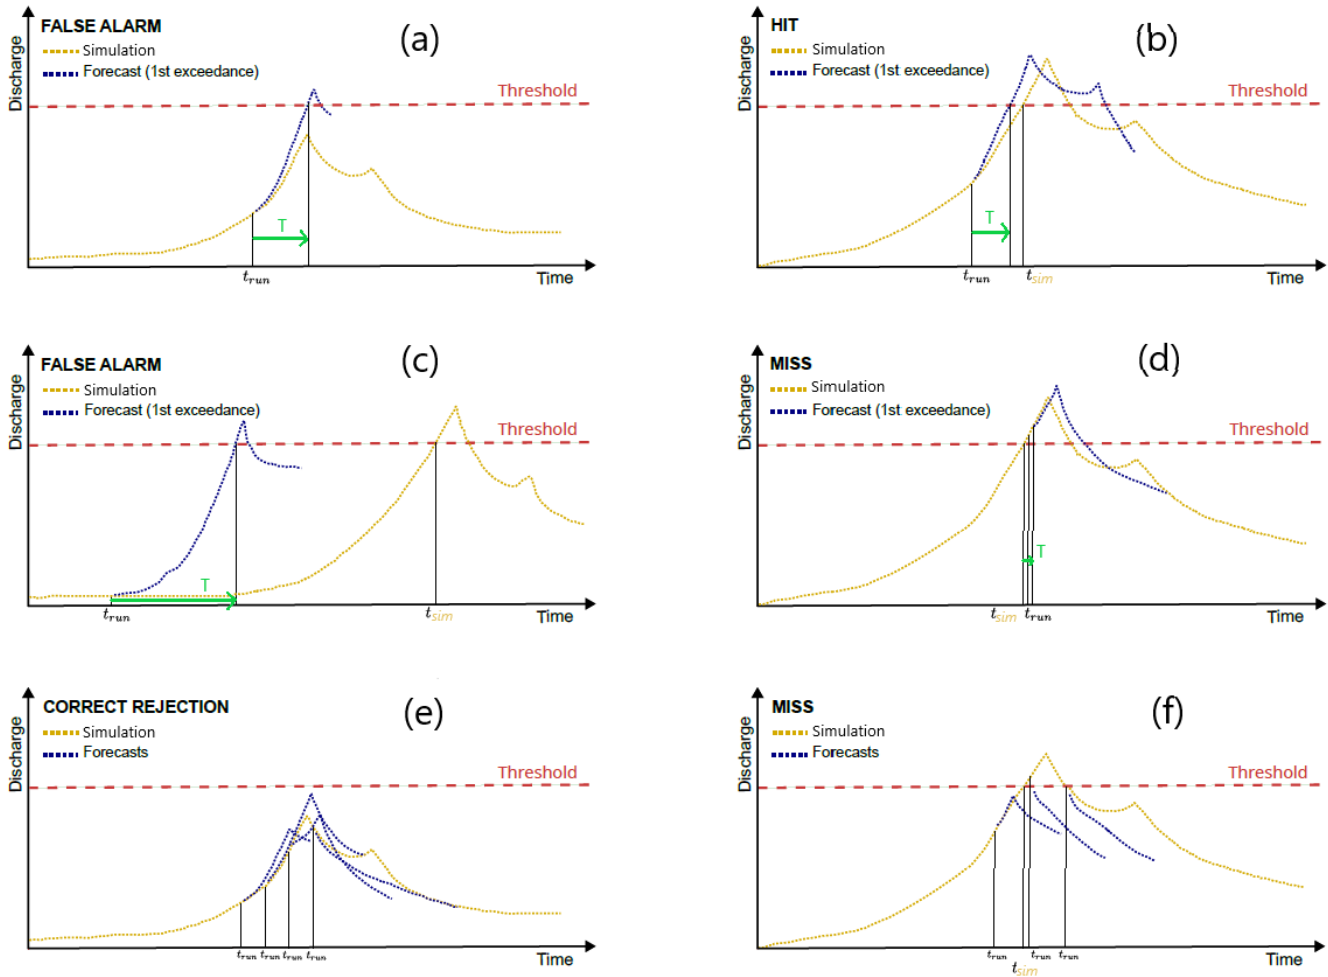 FALSE ALARM
(a)
Simulation
Forecast (1st exceedance)
Threshold
Discharge
T
t_run
Time
HIT
(b)
Simulation
Forecast (1st exceedance)
Threshold
Discharge
T
t_run
t_sim
Time
FALSE ALARM
(c)
Simulation
Forecast (1st exceedance)
Threshold
Discharge
T
t_run
t_sim
Time
MISS
(d)
Simulation
Forecast (1st exceedance)
Threshold
Discharge
T
t_sim
t_run
Time
CORRECT REJECTION
(e)
Simulation
Forecasts
Threshold
Discharge
t_run t_run t_run t_run
Time
MISS
(f)
Simulation
Forecasts
Threshold
Discharge
t_run t_run t_run
t_sim
Time